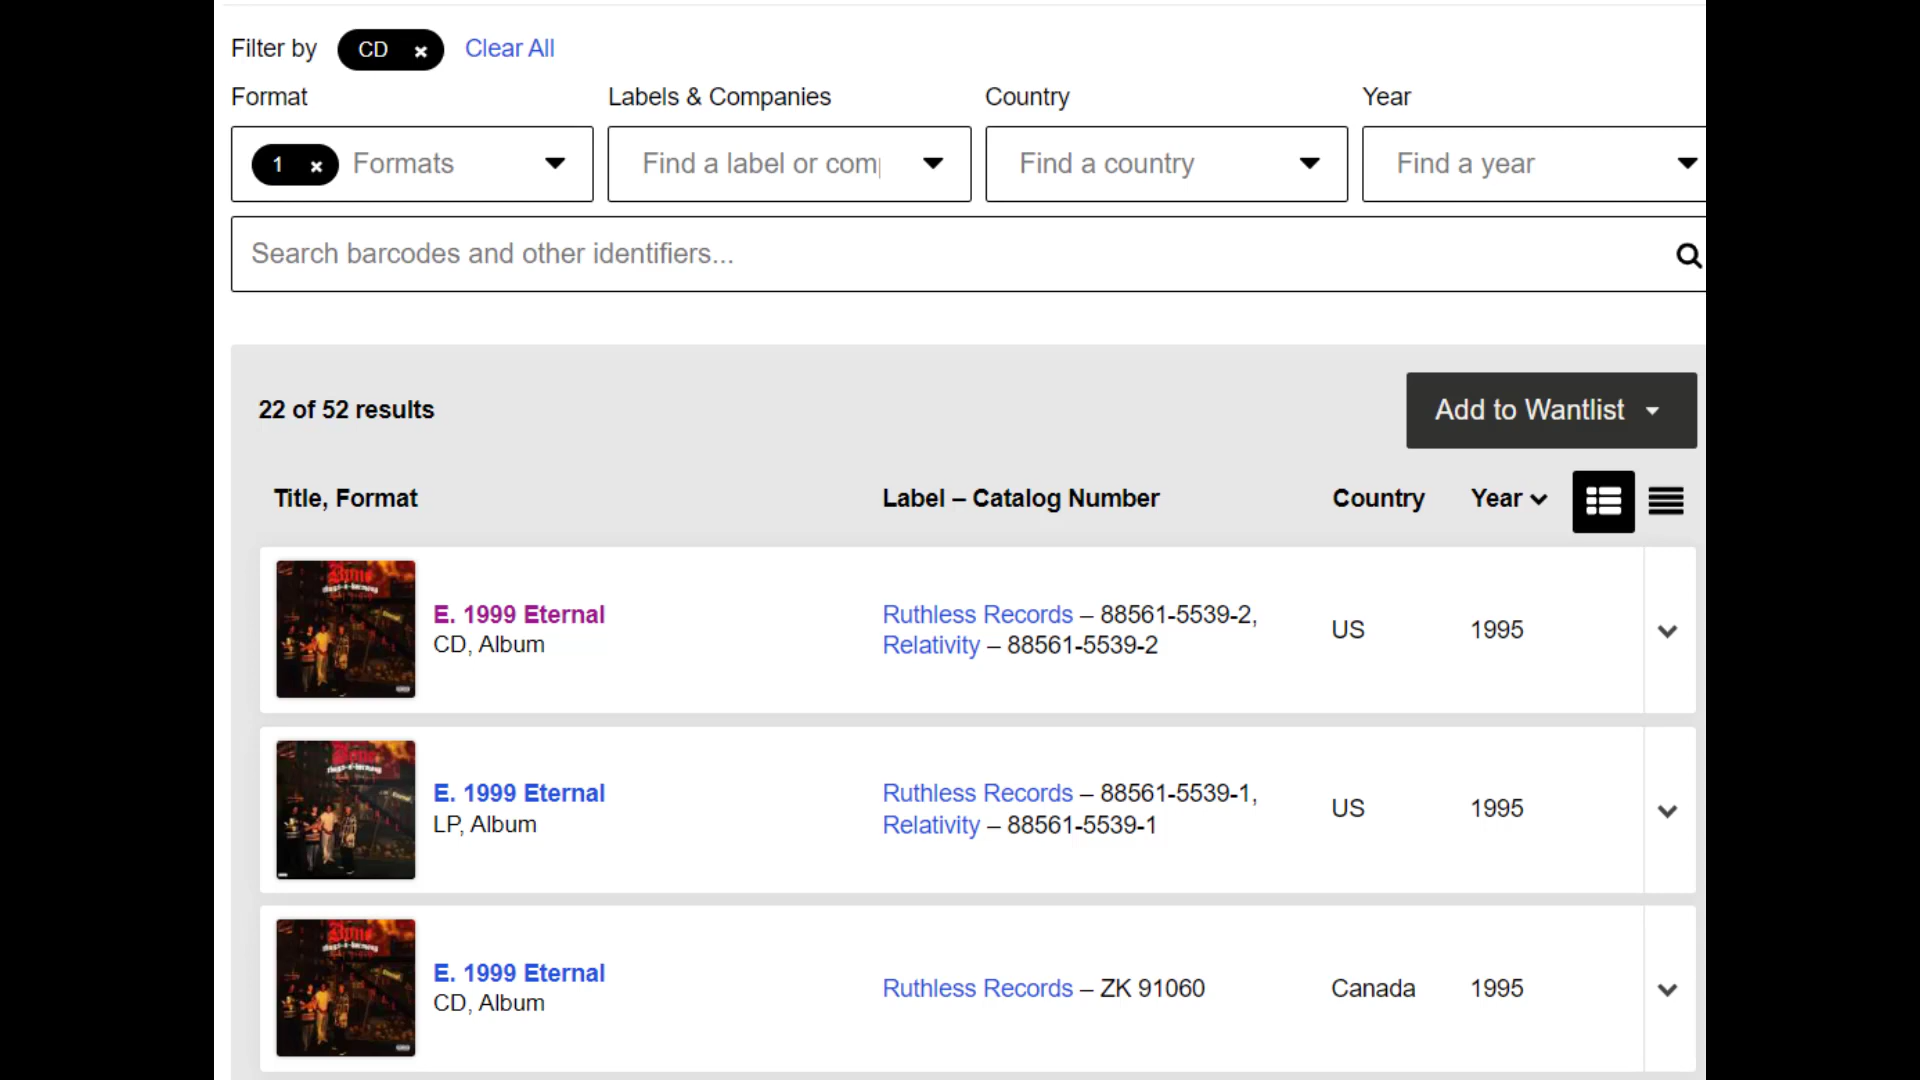 Filter by CD × Clear All
Format Labels & Companies Country Year
1 × Formats Find a label or com Find a country Find a year
Search barcodes and other identifiers...
22 of 52 results Add to Wantlist
Title, Format Label – Catalog Number Country Year
E. 1999 Eternal
CD, Album
Ruthless Records – 88561-5539-2,
Relativity – 88561-5539-2
US 1995
E. 1999 Eternal
LP, Album
Ruthless Records – 88561-5539-1,
Relativity – 88561-5539-1
US 1995
E. 1999 Eternal
CD, Album
Ruthless Records – ZK 91060
Canada 1995